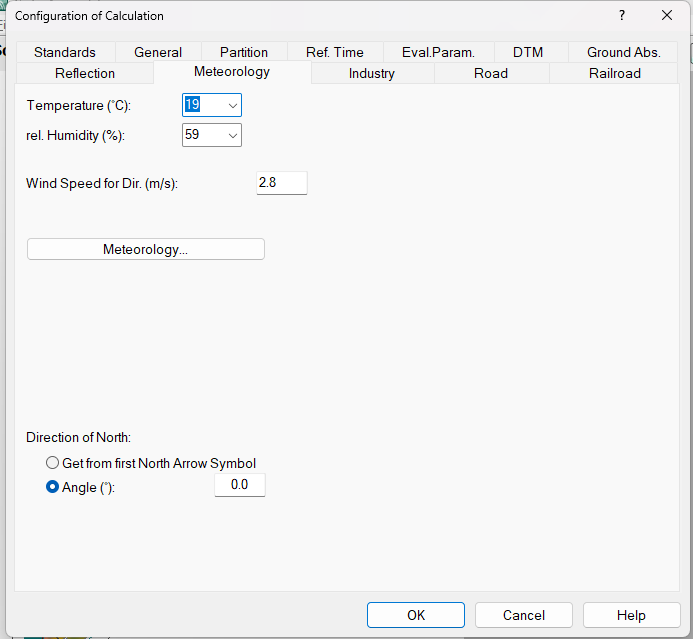 Configuration of Calculation ?
Standards General Partition Ref. Time Eval.Param. DTM Ground Abs.
Reflection Meteorology Industry Road Railroad
Temperature (°C): 19
rel. Humidity (%): 59
Wind Speed for Dir. (m/s): 2.8
Meteorology...
Direction of North:
Get from first North Arrow Symbol
Angle (°): 0.0
OK Cancel Help